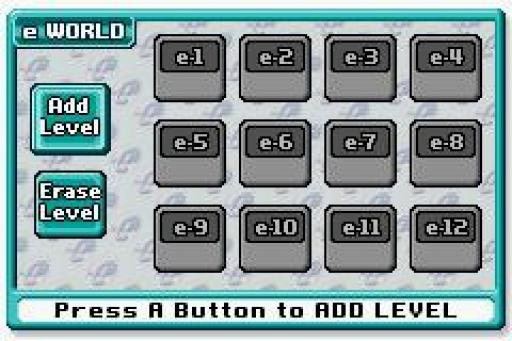 e WORLD
e-1 e-2 e-3 e-4
Add
Level
e-5 e-6 e-7 e-8
Erase
Level
e-9 e-10 e-11 e-12
Press A Button to ADD LEVEL